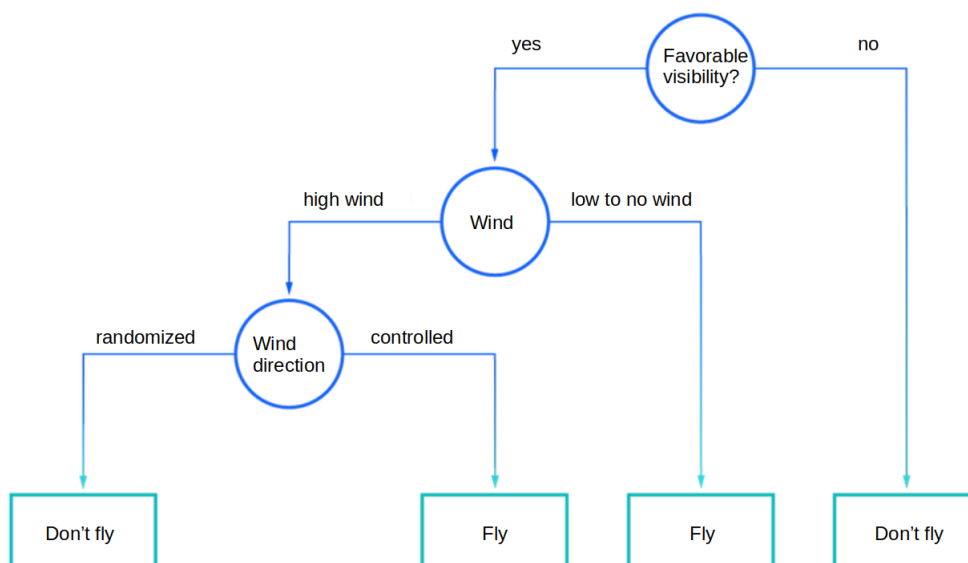 yes
no
Favorable
visibility?
high wind
low to no wind
Wind
randomized
controlled
Wind
direction
Don’t fly
Fly
Fly
Don’t fly